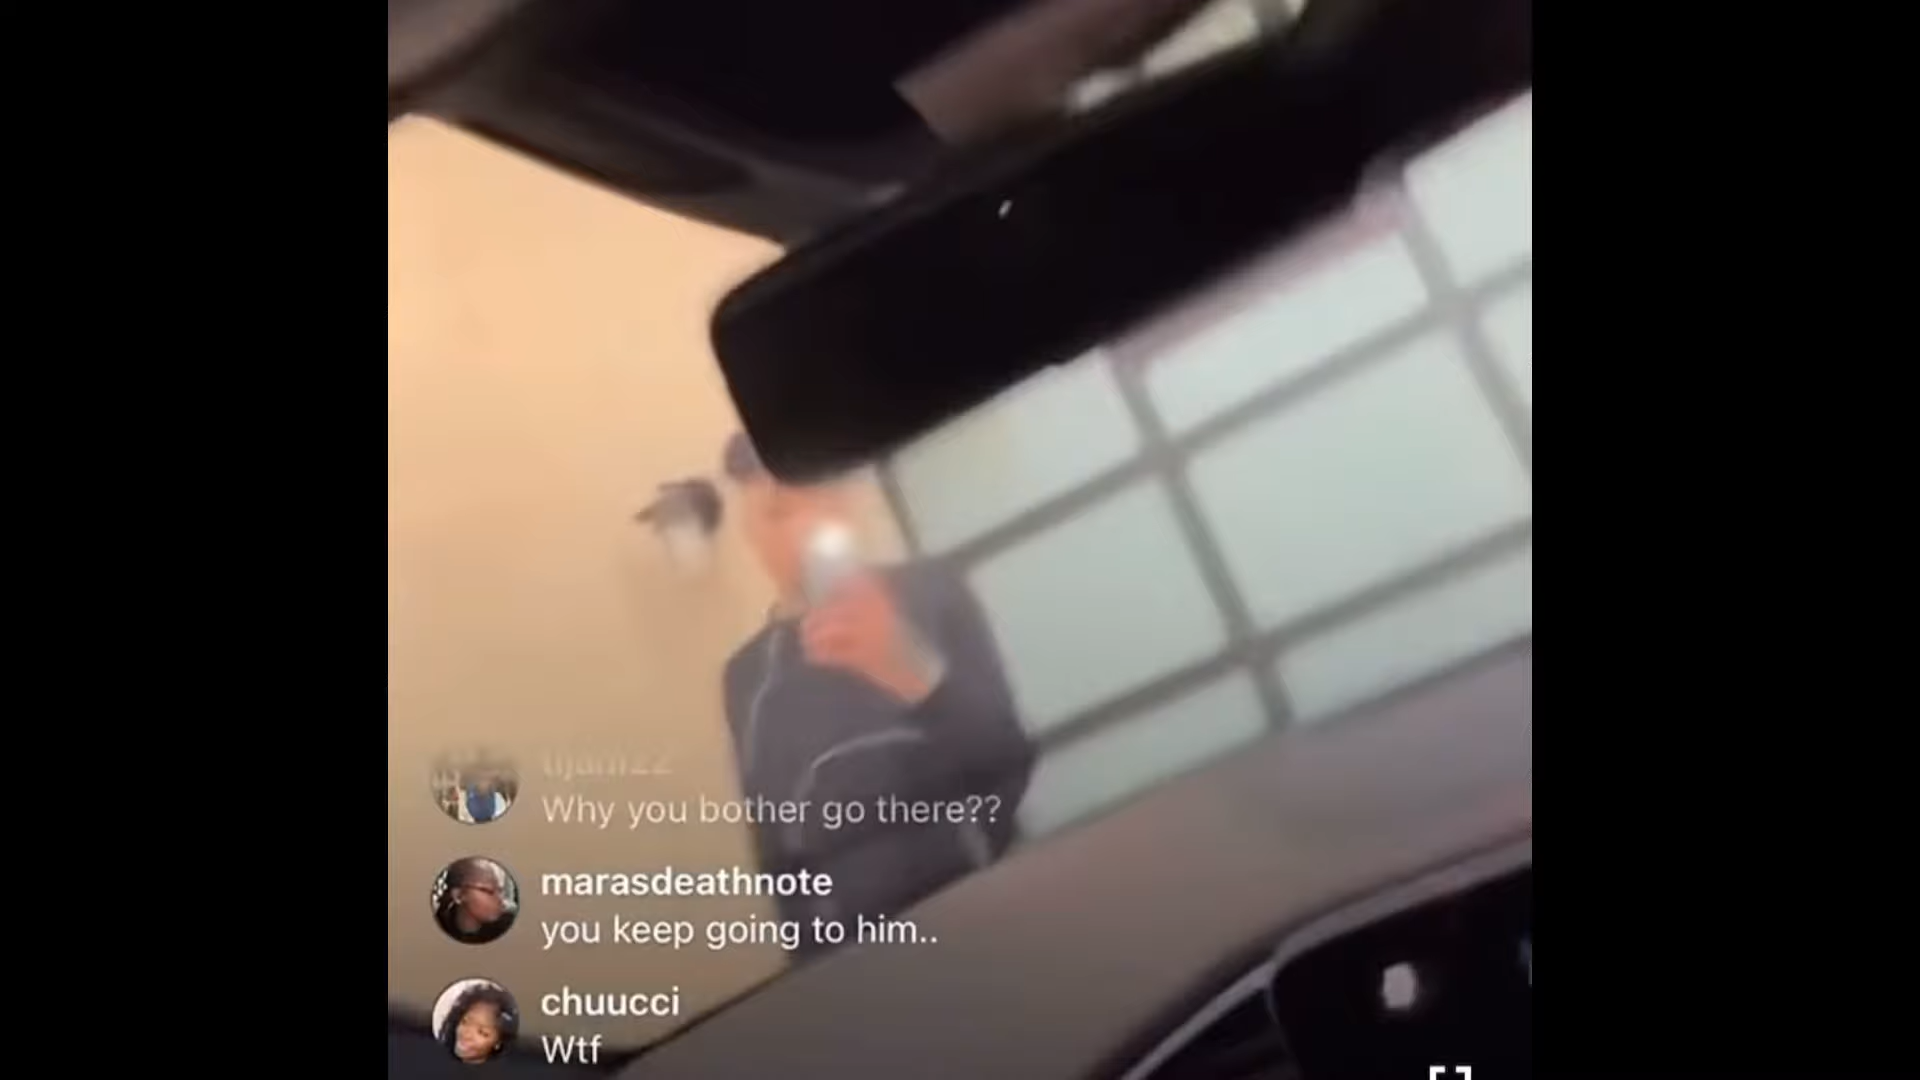 Why you bother go there??
marasdeathnote
you keep going to him..
chuucci
Wtf